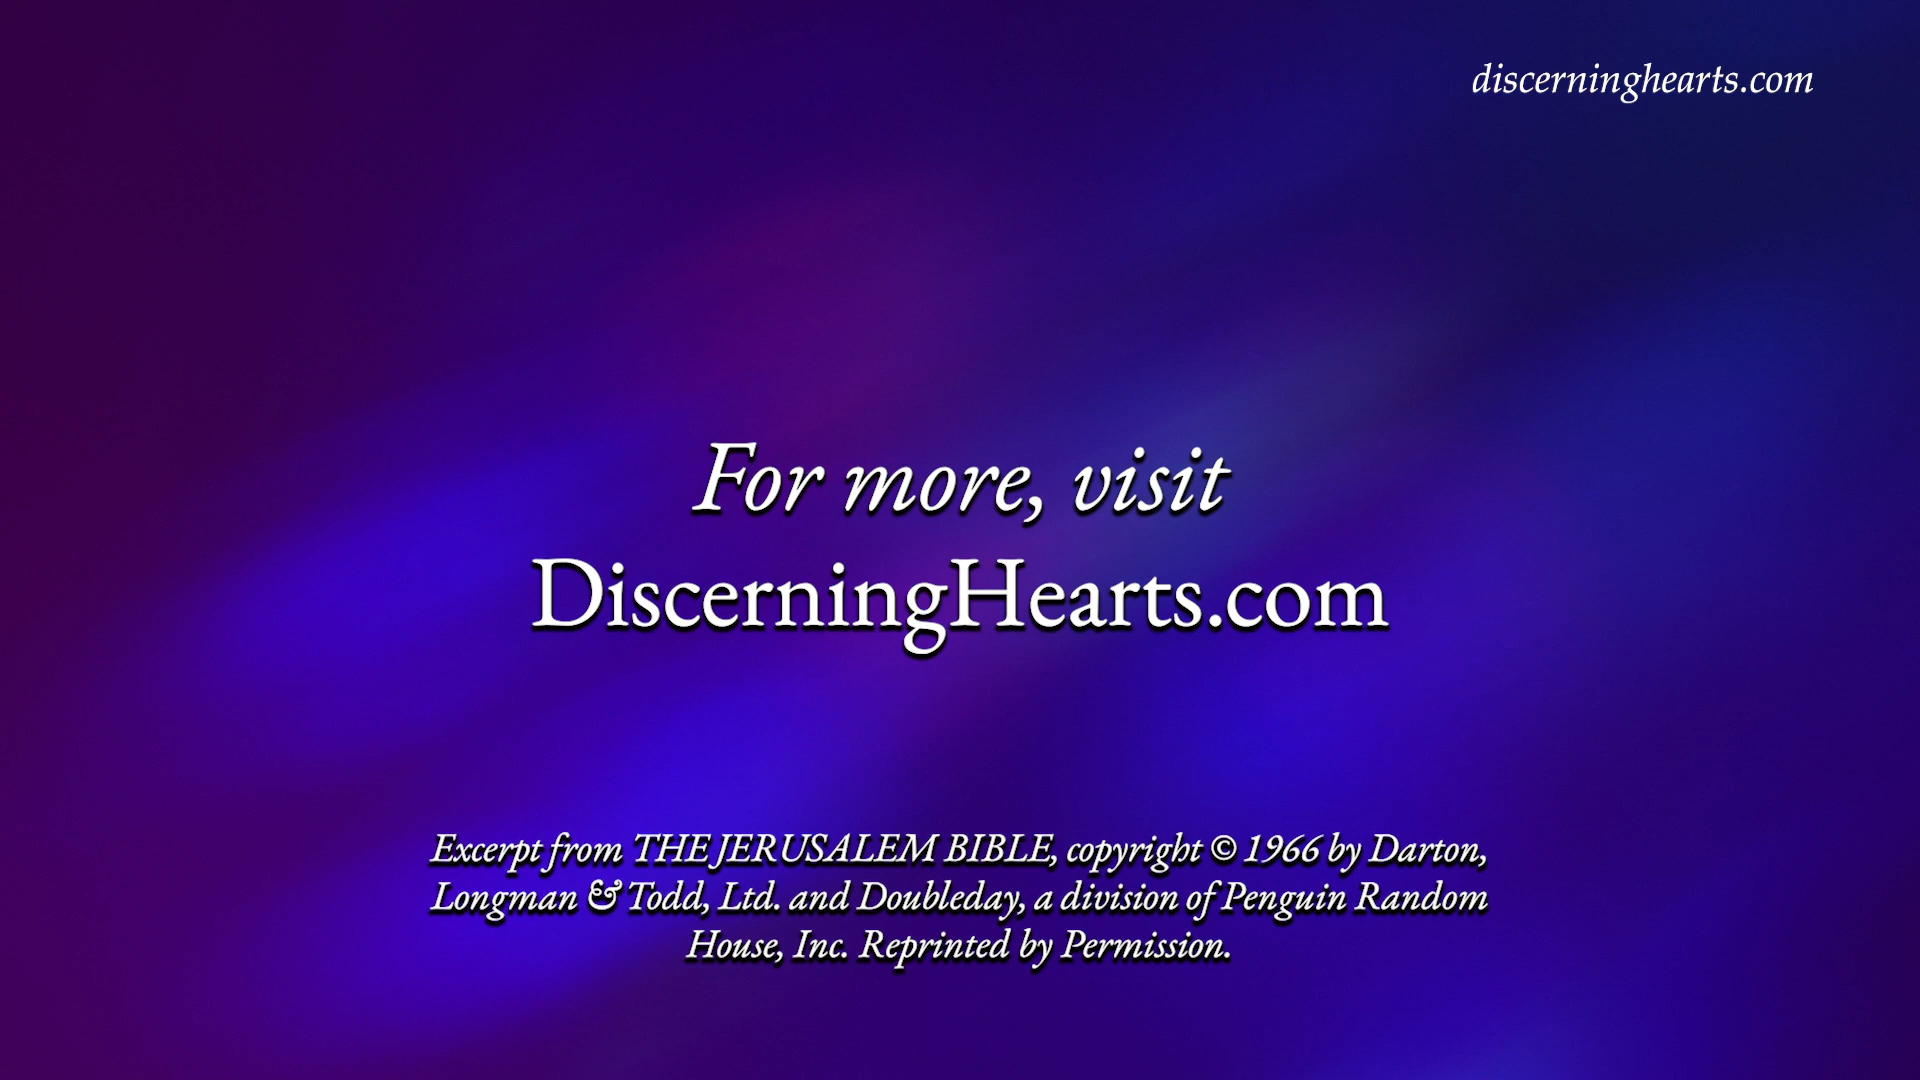 discerninghearts.com
For more, visit
DiscerningHearts.com
Excerpt from THE JERUSALEM BIBLE, copyright © 1966 by Darton,
Longman & Todd, Ltd. and Doubleday, a division of Penguin Random
House, Inc. Reprinted by Permission.